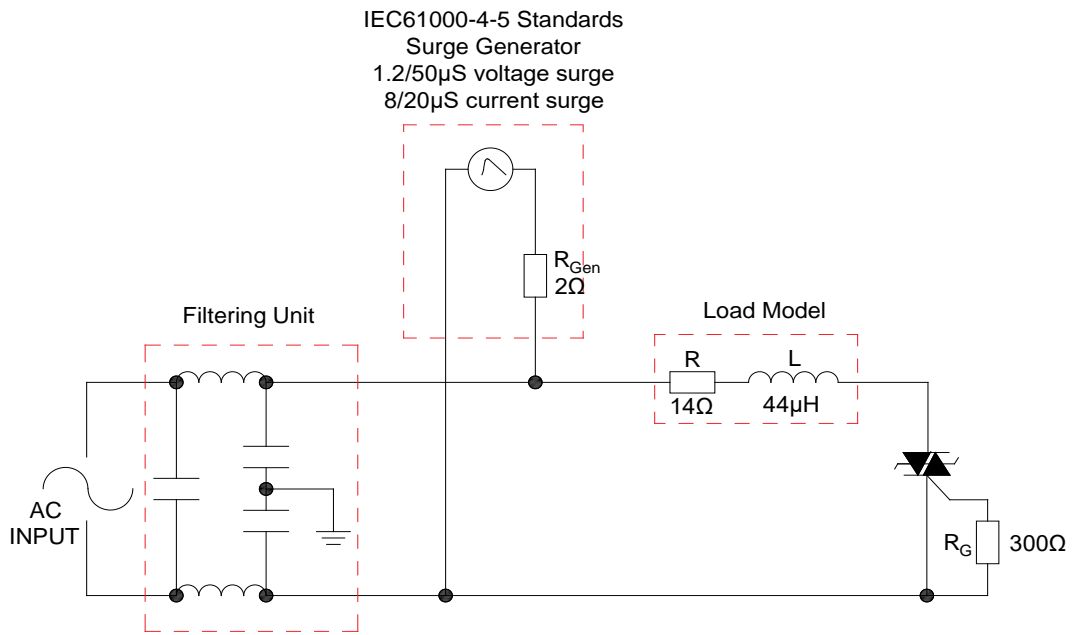 IEC61000-4-5 Standards
Surge Generator
1.2/50µS voltage surge
8/20µS current surge
RGen
2Ω
Filtering Unit
Load Model
R
L
14Ω
44µH
AC
INPUT
RG
300Ω